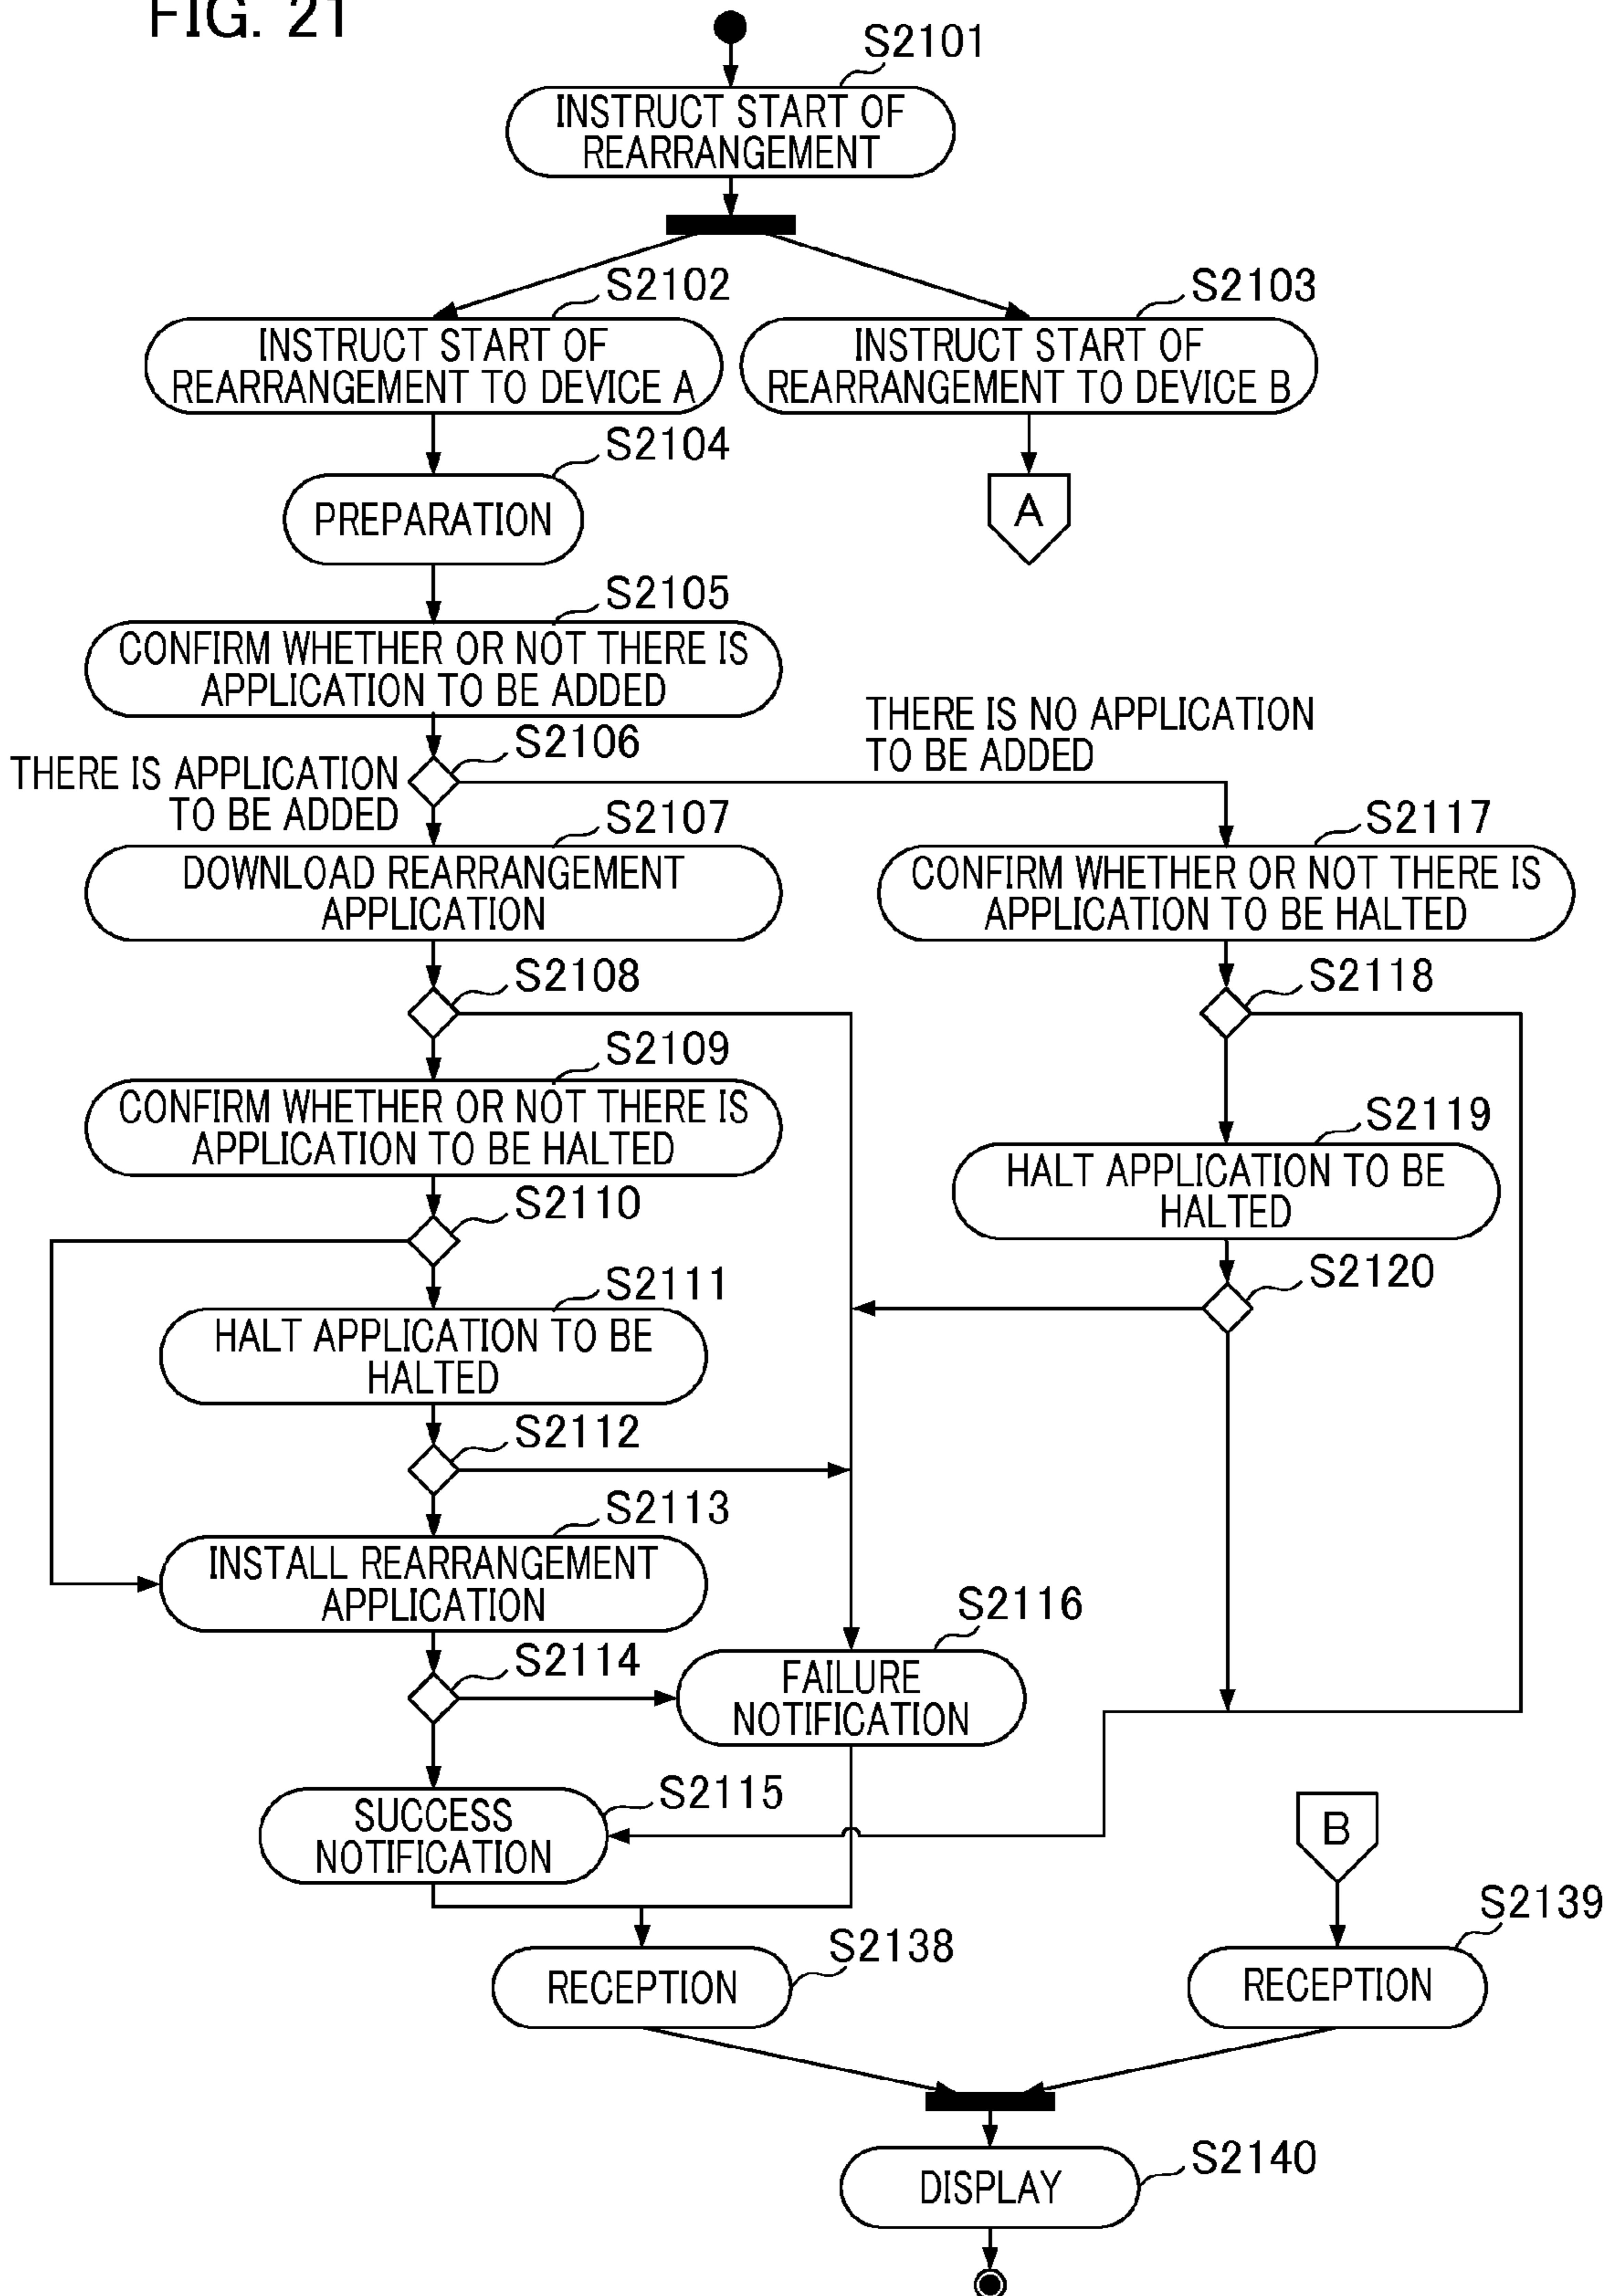 FIG. 21
S2101
INSTRUCT START OF
REARRANGEMENT
S2102
INSTRUCT START OF
REARRANGEMENT TO DEVICE A
S2103
INSTRUCT START OF
REARRANGEMENT TO DEVICE B
S2104
PREPARATION
A
S2105
CONFIRM WHETHER OR NOT THERE IS
APPLICATION TO BE ADDED
S2106
THERE IS APPLICATION
TO BE ADDED
THERE IS NO APPLICATION
TO BE ADDED
S2107
DOWNLOAD REARRANGEMENT
APPLICATION
S2117
CONFIRM WHETHER OR NOT THERE IS
APPLICATION TO BE HALTED
S2108
S2118
S2109
CONFIRM WHETHER OR NOT THERE IS
APPLICATION TO BE HALTED
S2119
HALT APPLICATION TO BE
HALTED
S2110
S2120
S2111
HALT APPLICATION TO BE
HALTED
S2112
S2113
INSTALL REARRANGEMENT
APPLICATION
S2114
S2116
FAILURE
NOTIFICATION
S2115
SUCCESS
NOTIFICATION
B
S2138
RECEPTION
S2139
RECEPTION
S2140
DISPLAY